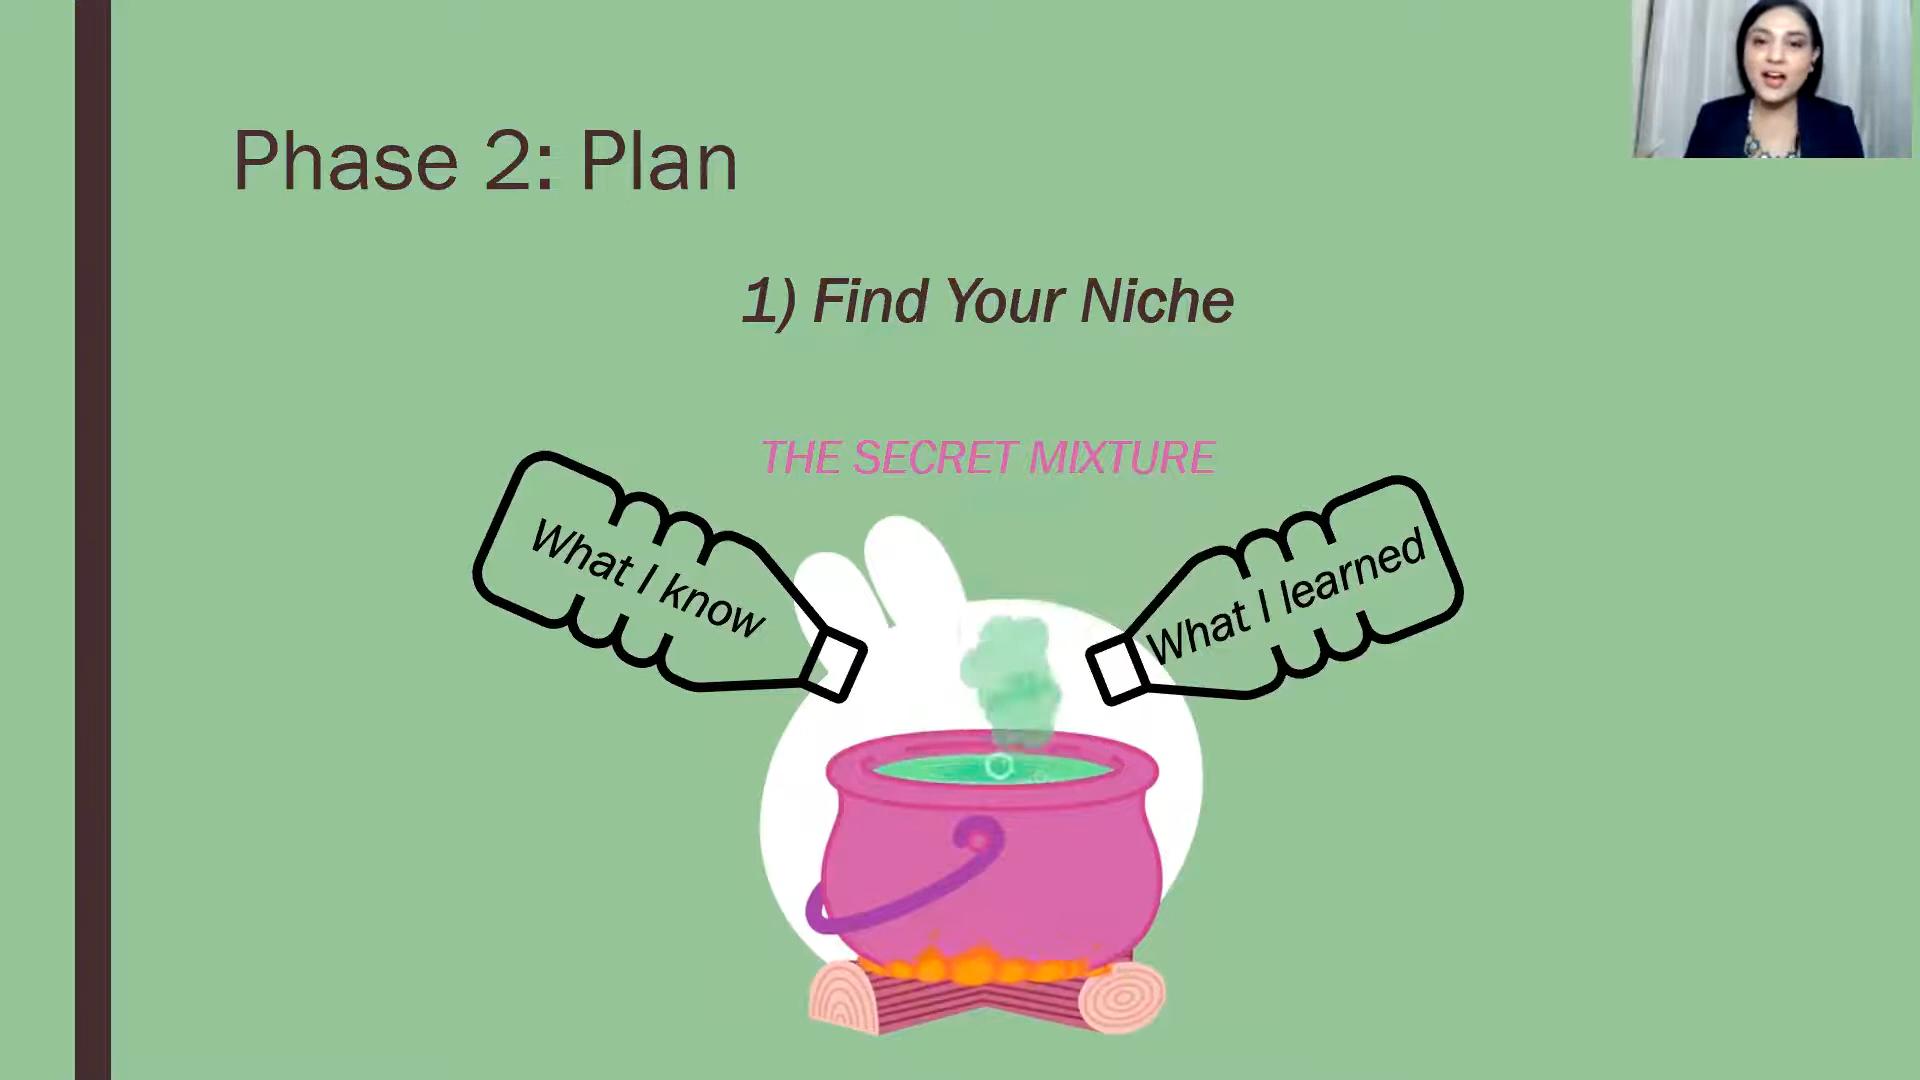 Phase 2: Plan
1) Find Your Niche
THE SECRET MIXTURE
What I know
What I learned